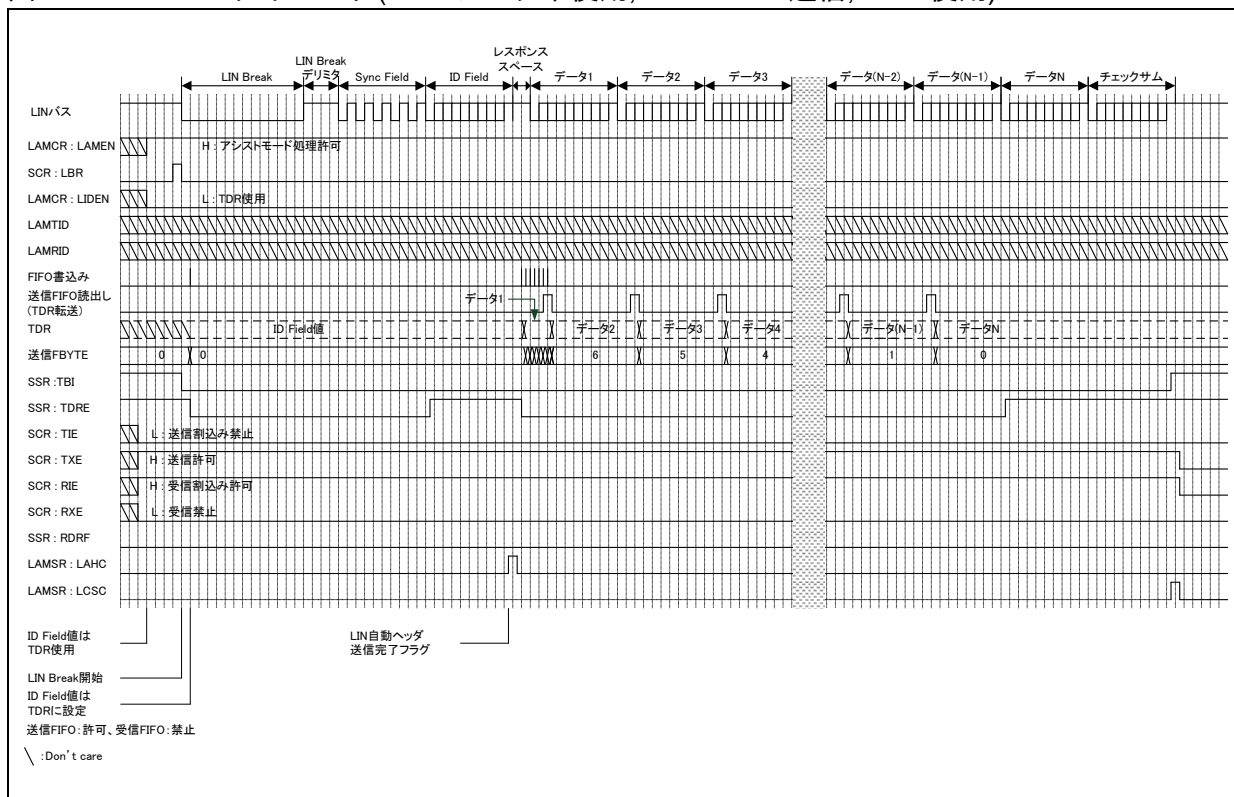 レスポンス
スペース
LIN Break
デリミタ
LIN Break
Sync Field
ID Field
データ1
データ2
データ3
データ(N-2)
データ(N-1)
データN
チェックサム
LINバス
LAMCR : LAMEN
H : アシストモード処理許可
SCR : LBR
LAMCR : LIDEN
L : TDR使用
LAMTID
LAMRID
FIFO書込み
送信FIFO読出し
(TDR転送)
データ1
TDR
ID Field値
データ2
データ3
データ4
データ(N-1)
データN
送信FBYTE
0
0
6
5
4
1
0
SSR :TBI
SSR : TDRE
SCR : TIE
L : 送信割込み禁止
SCR : TXE
H : 送信許可
SCR : RIE
H : 受信割込み許可
SCR : RXE
L : 受信禁止
SSR : RDRF
LAMSR : LAHC
LAMSR : LCSC
ID Field値は
TDR使用
LIN自動ヘッダ
送信完了フラグ
LIN Break開始
ID Field値は
TDRに設定
送信FIFO：許可、受信FIFO：禁止
:Don't care